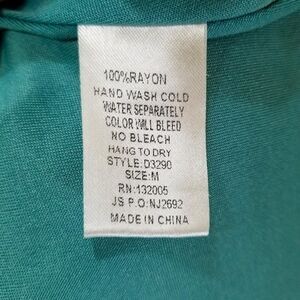 100%RAYON
HAND WASH COLD
WATER SEPARATELY
COLOR WILL BLEED
NO BLEACH
HANG TO DRY
STYLE:D3290
SIZE:M
RN:132005
JS P.O:NJ2692
MADE IN CHINA